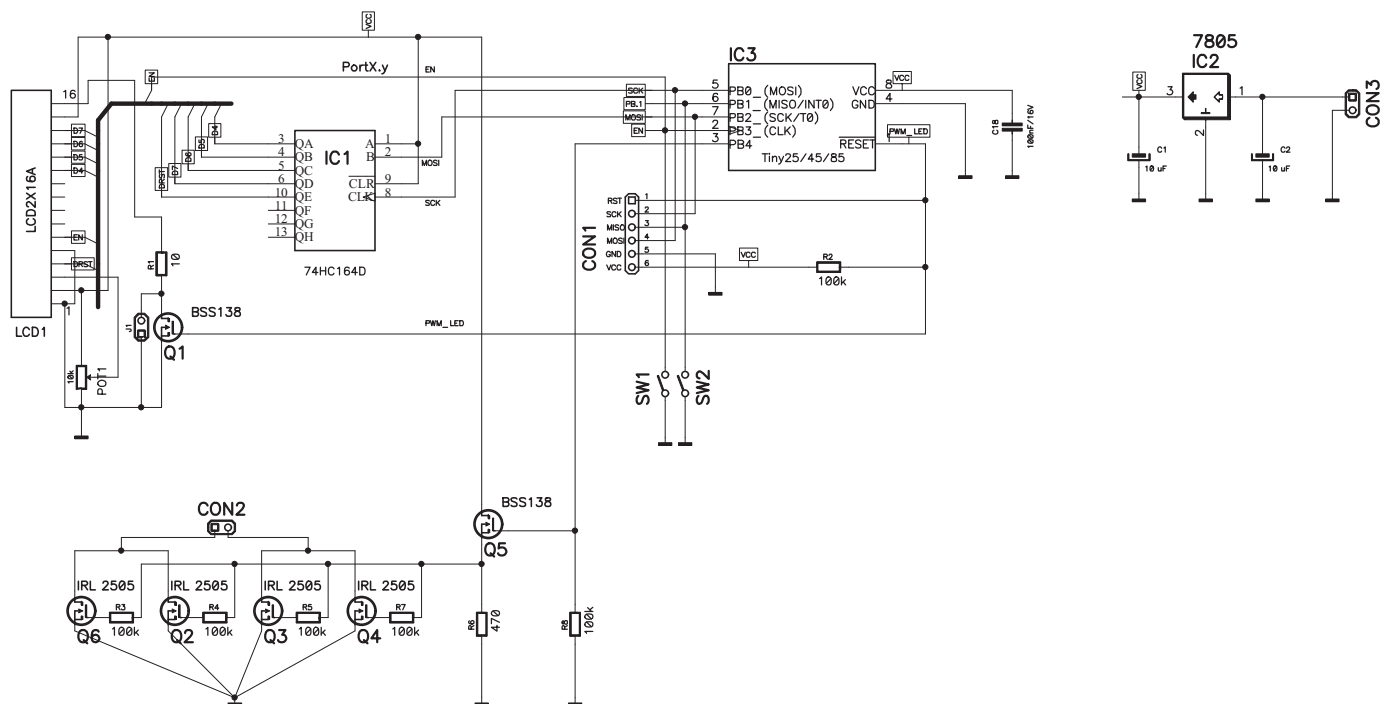 VCC
7805
IC2
VCC
3
1
2
CON3
C1
10 uF
C2
10 uF
IC3
PortX.y
EN
EN
16
SCK
PB.1
MOSI
EN
5
6
7
2
3
PB0_(MOSI)
PB1_(MISO/INT0)
PB2_(SCK/T0)
PB3_(CLK)
PB4
VCC
GND
RESET
8
4
1
VCC
PWM_LED
Tiny25/45/85
C18
100nF/16V
LCD2X16A
D7
D6
D5
D4
EN
DRST
1
LCD1
DRST
D7
D6
D5
D4
3
4
5
6
10
11
12
13
QA
QB
QC
QD
QE
QF
QG
QH
IC1
A
B
CLR
CLK
1
2
9
8
MOSI
SCK
74HC164D
CON1
RST
SCK
MISO
MOSI
GND
VCC
1
2
3
4
5
6
VCC
R2
100k
R1
10
J1
BSS138
Q1
PWM_LED
10k
POT1
SW1
SW2
BSS138
Q5
CON2
IRL 2505
IRL 2505
IRL 2505
IRL 2505
R3
R4
R5
R7
100k
100k
100k
100k
Q6
Q2
Q3
Q4
R6
470
R8
100k